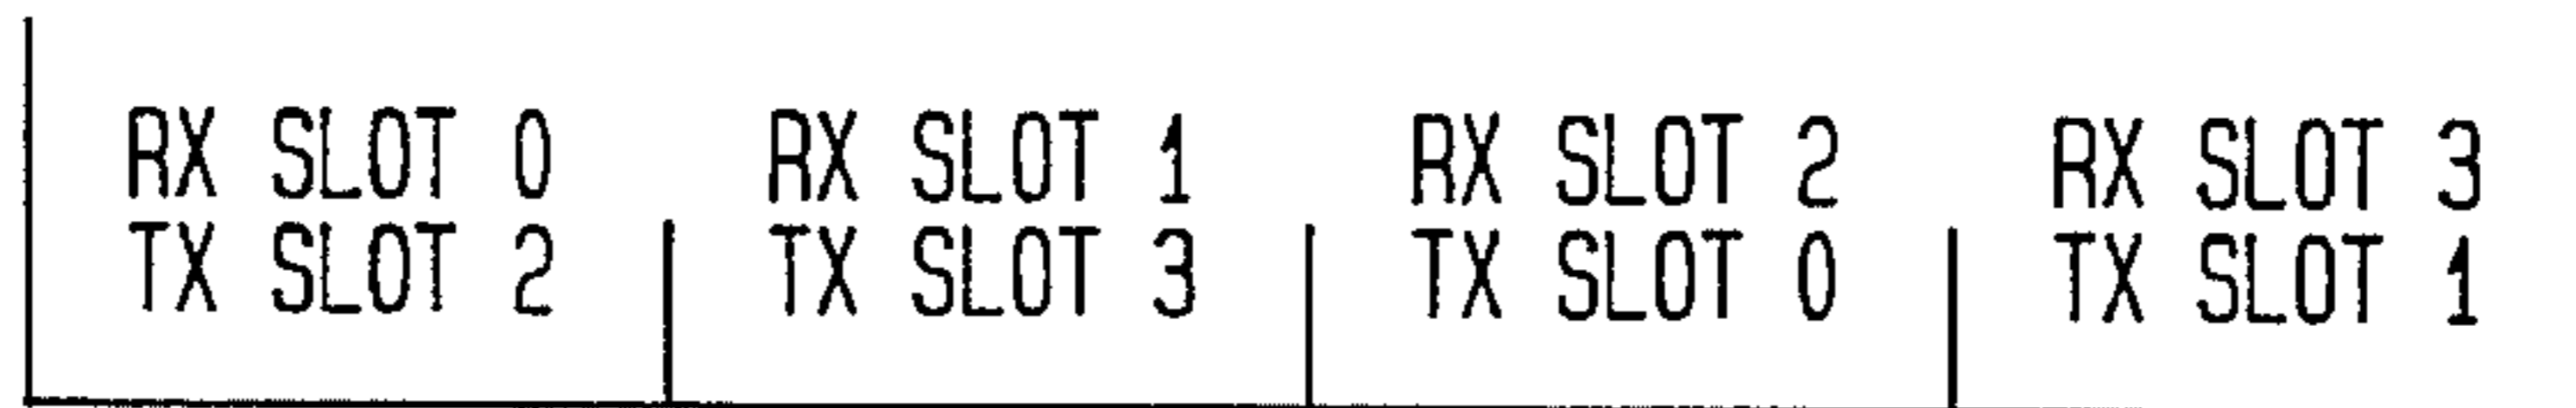 RX SLOT 0
TX SLOT 2
RX SLOT 1
TX SLOT 3
RX SLOT 2
TX SLOT 0
RX SLOT 3
TX SLOT 1